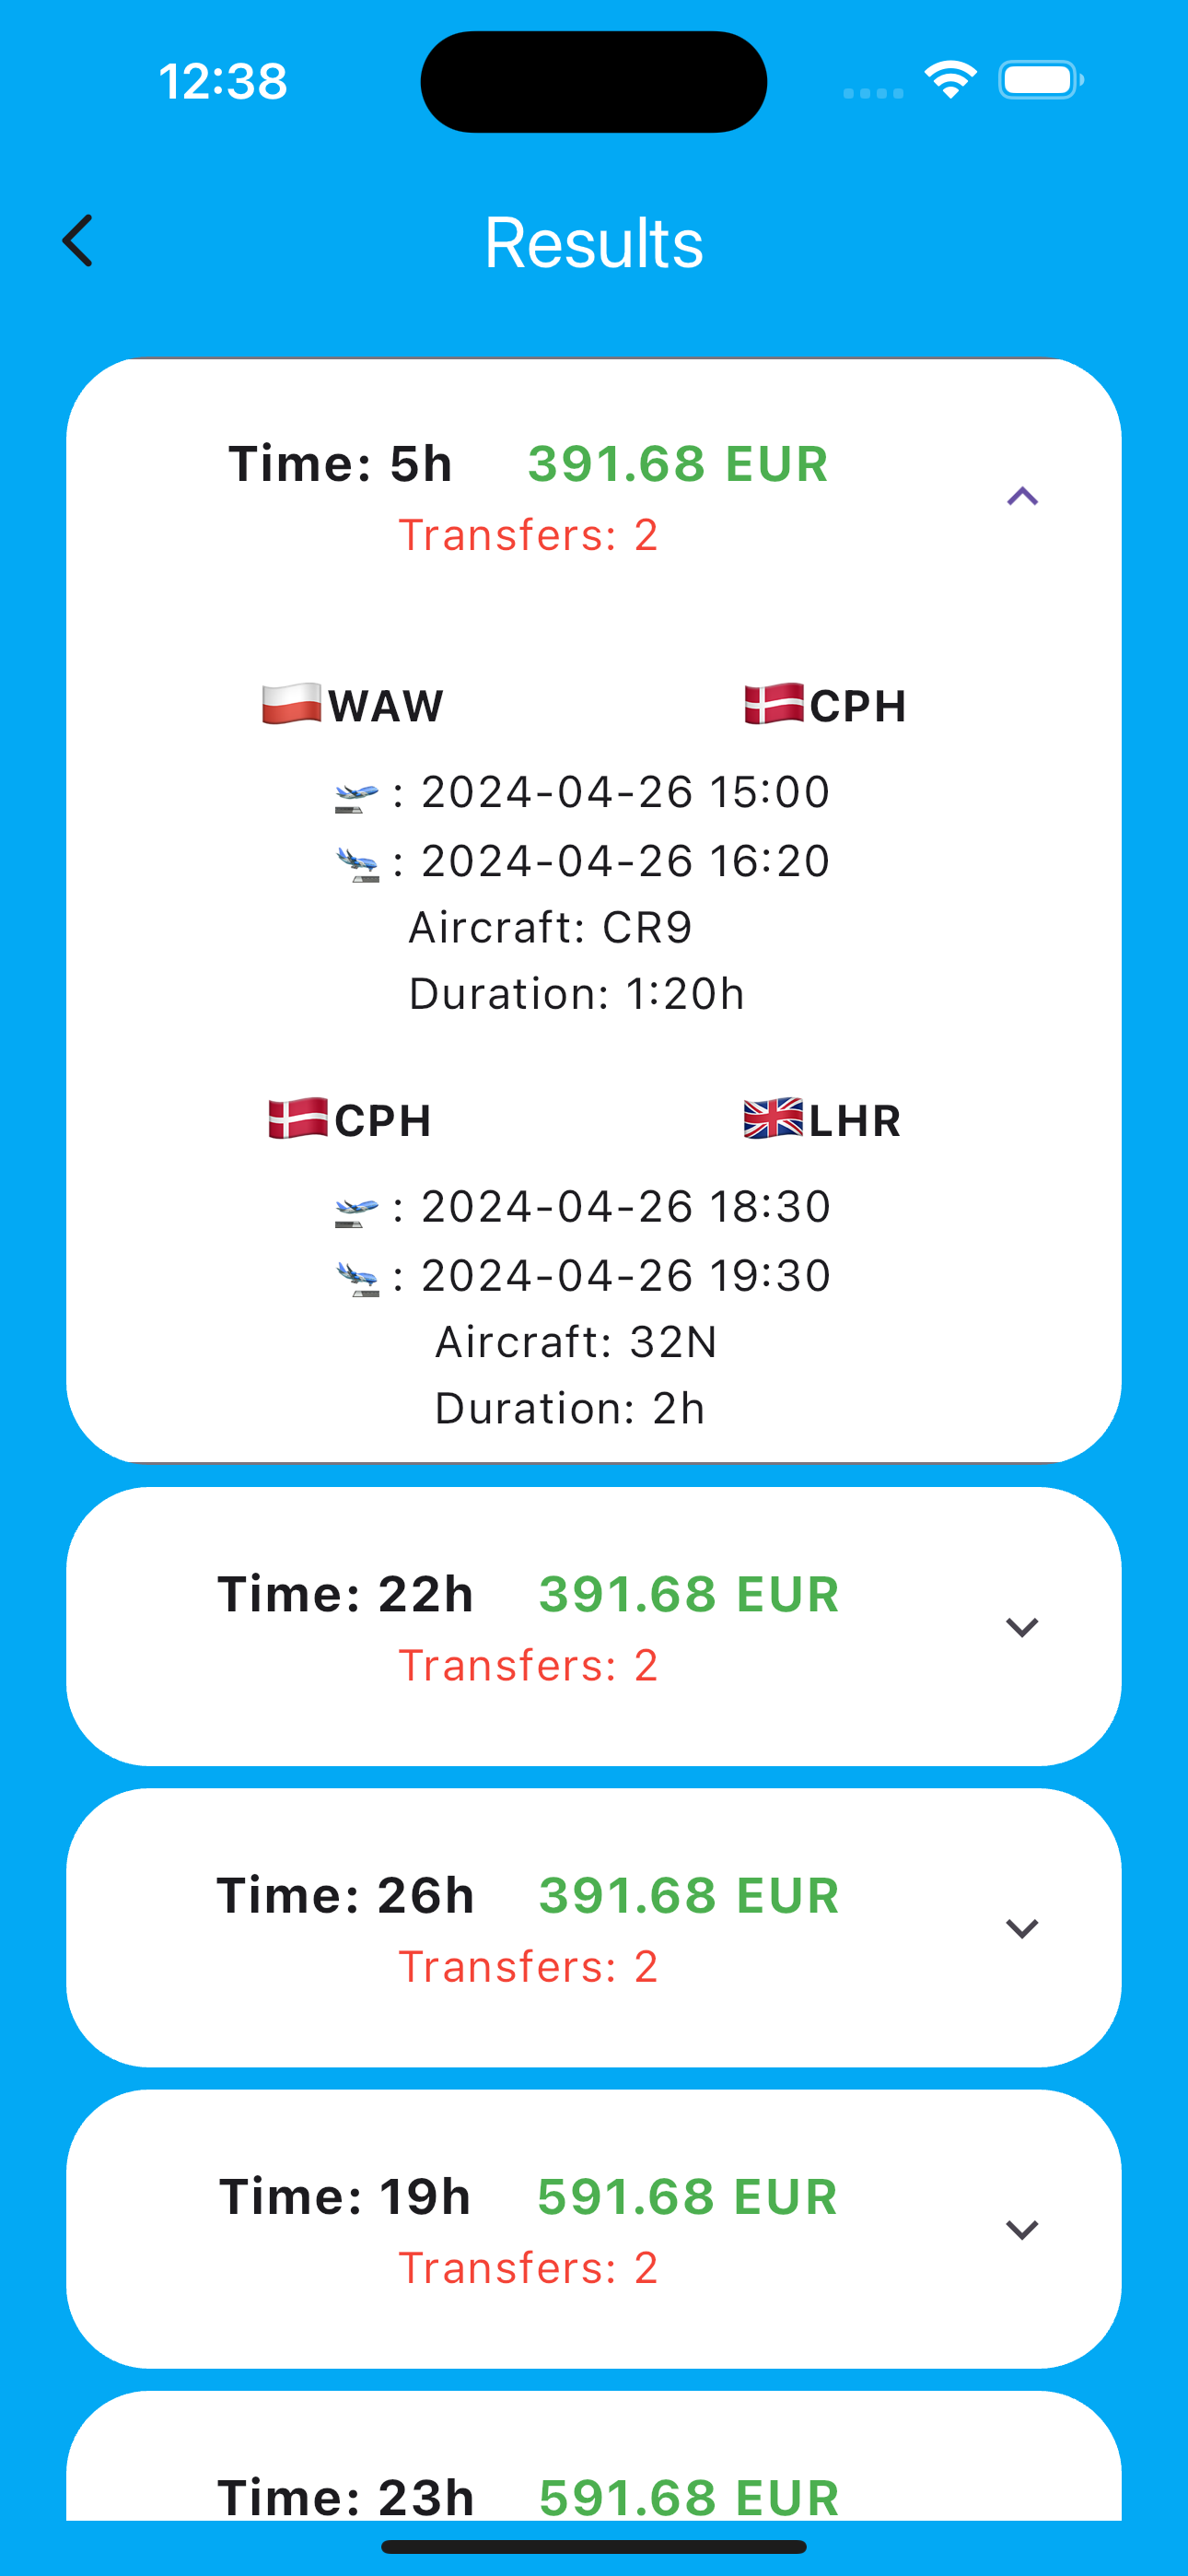 12:38
Results
Time: 5h 391.68 EUR
Transfers: 2
WAW CPH
: 2024-04-26 15:00
: 2024-04-26 16:20
Aircraft: CR9
Duration: 1:20h
CPH LHR
: 2024-04-26 18:30
: 2024-04-26 19:30
Aircraft: 32N
Duration: 2h
Time: 22h 391.68 EUR
Transfers: 2
Time: 26h 391.68 EUR
Transfers: 2
Time: 19h 591.68 EUR
Transfers: 2
Time: 23h 591.68 EUR